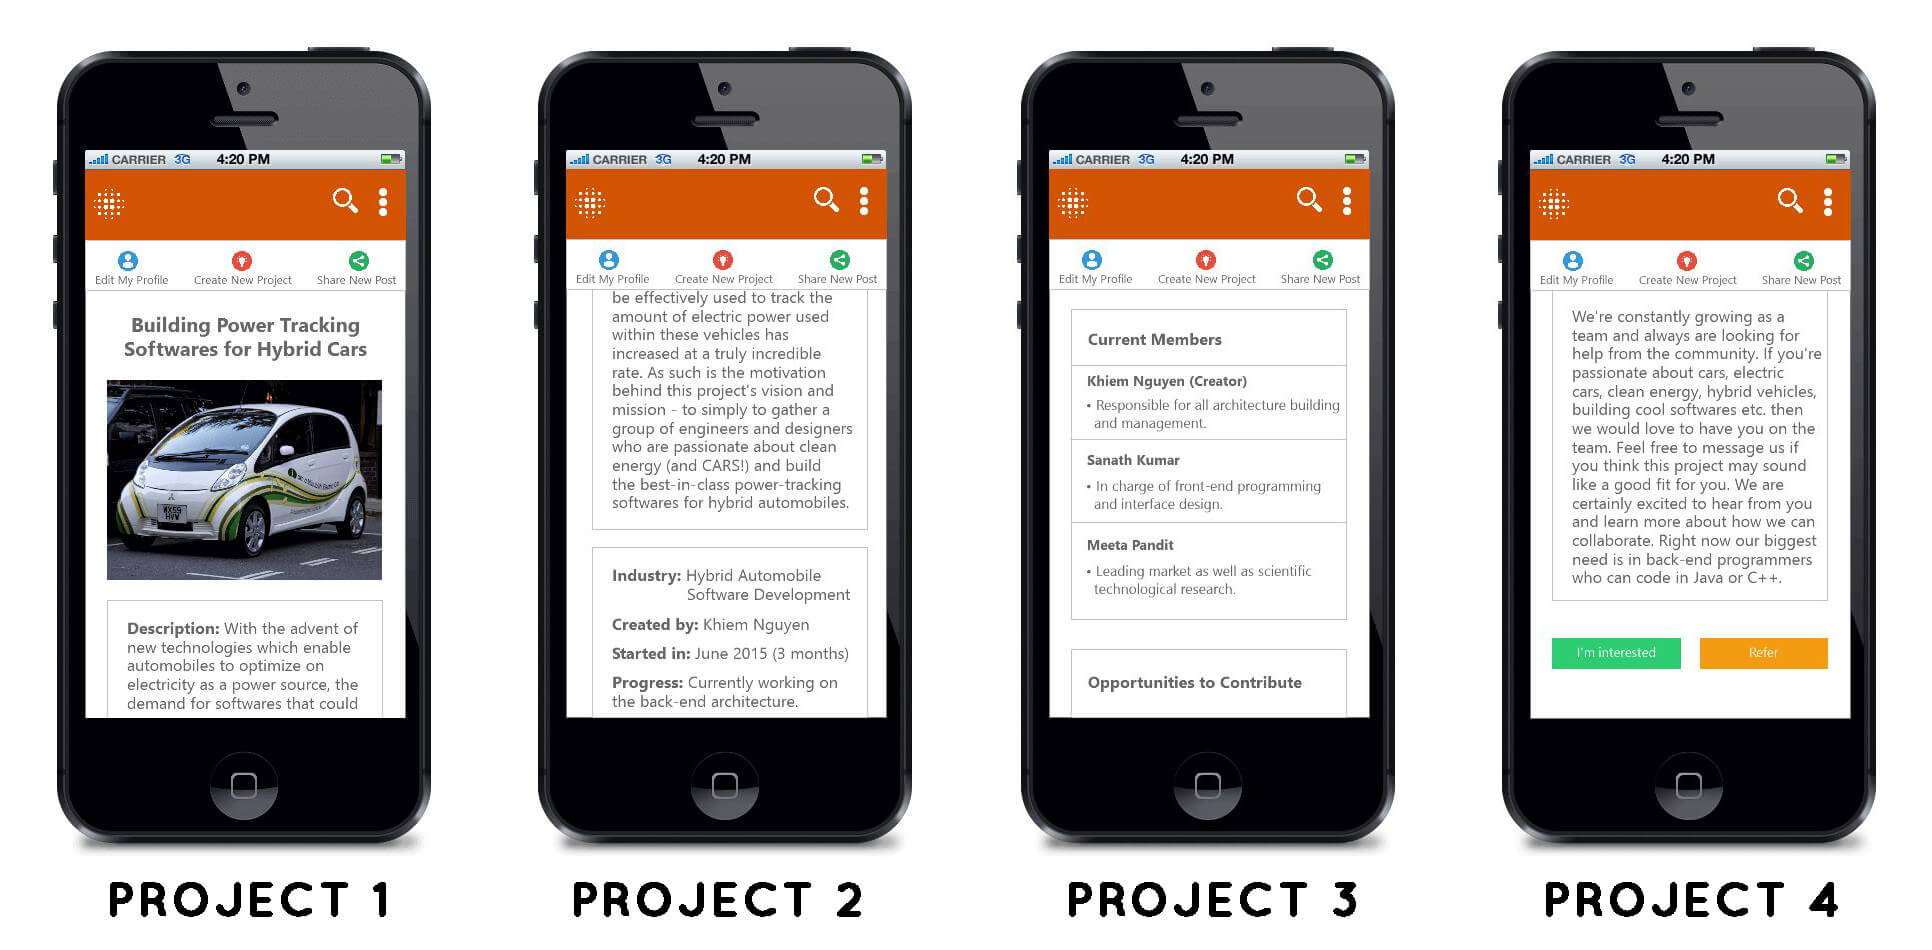 CARRIER 3G 4:20 PM
Edit My Profile Create New Project Share New Post
Building Power Tracking
Softwares for Hybrid Cars
WX59
HVW
Description: With the advent of
new technologies which enable
automobiles to optimize on
electricity as a power source, the
demand for softwares that could
PROJECT 1
CARRIER 3G 4:20 PM
Edit My Profile Create New Project Share New Post
be effectively used to track the
amount of electric power used
within these vehicles has
increased at a truly incredible
rate. As such is the motivation
behind this project's vision and
mission - to simply to gather a
group of engineers and designers
who are passionate about clean
energy (and CARS!) and build
the best-in-class power-tracking
softwares for hybrid automobiles.
Industry: Hybrid Automobile
Software Development
Created by: Khiem Nguyen
Started in: June 2015 (3 months)
Progress: Currently working on
the back-end architecture.
PROJECT 2
CARRIER 3G 4:20 PM
Edit My Profile Create New Project Share New Post
Current Members
Khiem Nguyen (Creator)
• Responsible for all architecture building
and management.
Sanath Kumar
• In charge of front-end programming
and interface design.
Meeta Pandit
• Leading market as well as scientific
technological research.
Opportunities to Contribute
PROJECT 3
CARRIER 3G 4:20 PM
Edit My Profile Create New Project Share New Post
We're constantly growing as a
team and always are looking for
help from the community. If you're
passionate about cars, electric
cars, clean energy, hybrid vehicles,
building cool softwares etc. then
we would love to have you on the
team. Feel free to message us if
you think this project may sound
like a good fit for you. We are
certainly excited to hear from you
and learn more about how we can
collaborate. Right now our biggest
need is in back-end programmers
who can code in Java or C++.
I'm interested Refer
PROJECT 4